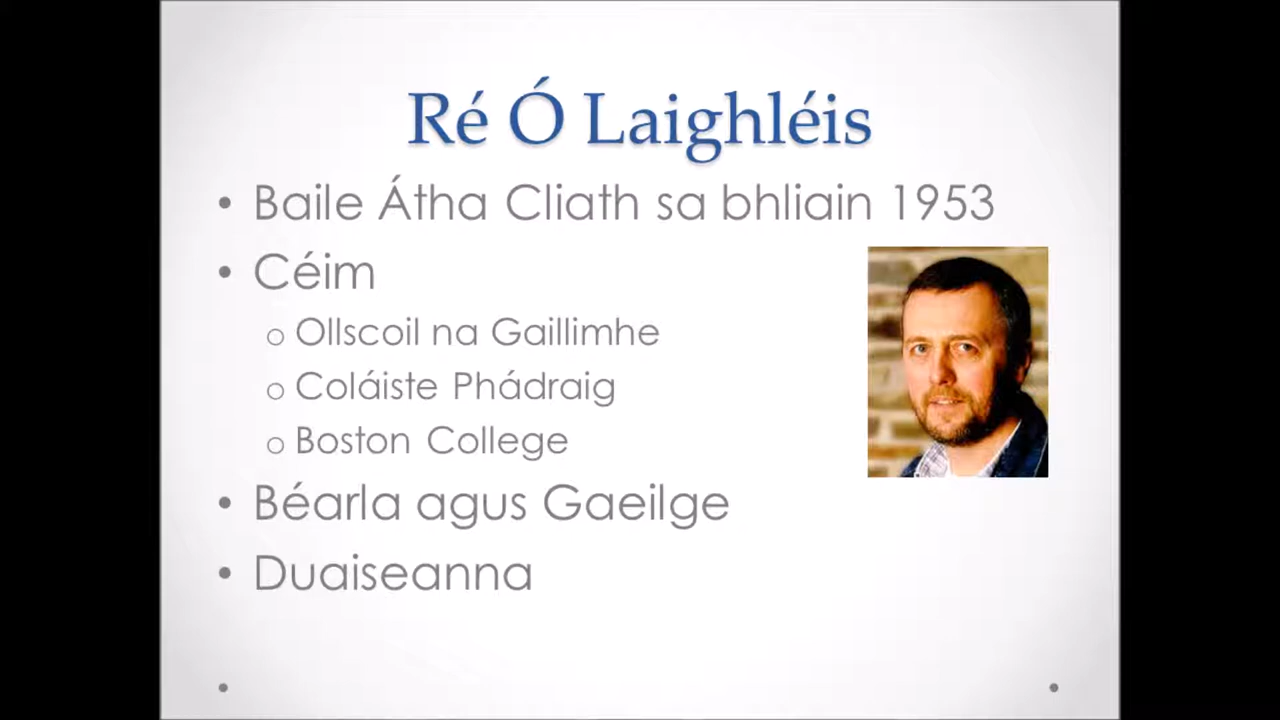 Ré Ó Laighléis
• Baile Átha Cliath sa bhliain 1953
• Céim
o Ollscoil na Gaillimhe
o Coláiste Phádraig
o Boston College
• Béarla agus Gaeilge
• Duaiseanna